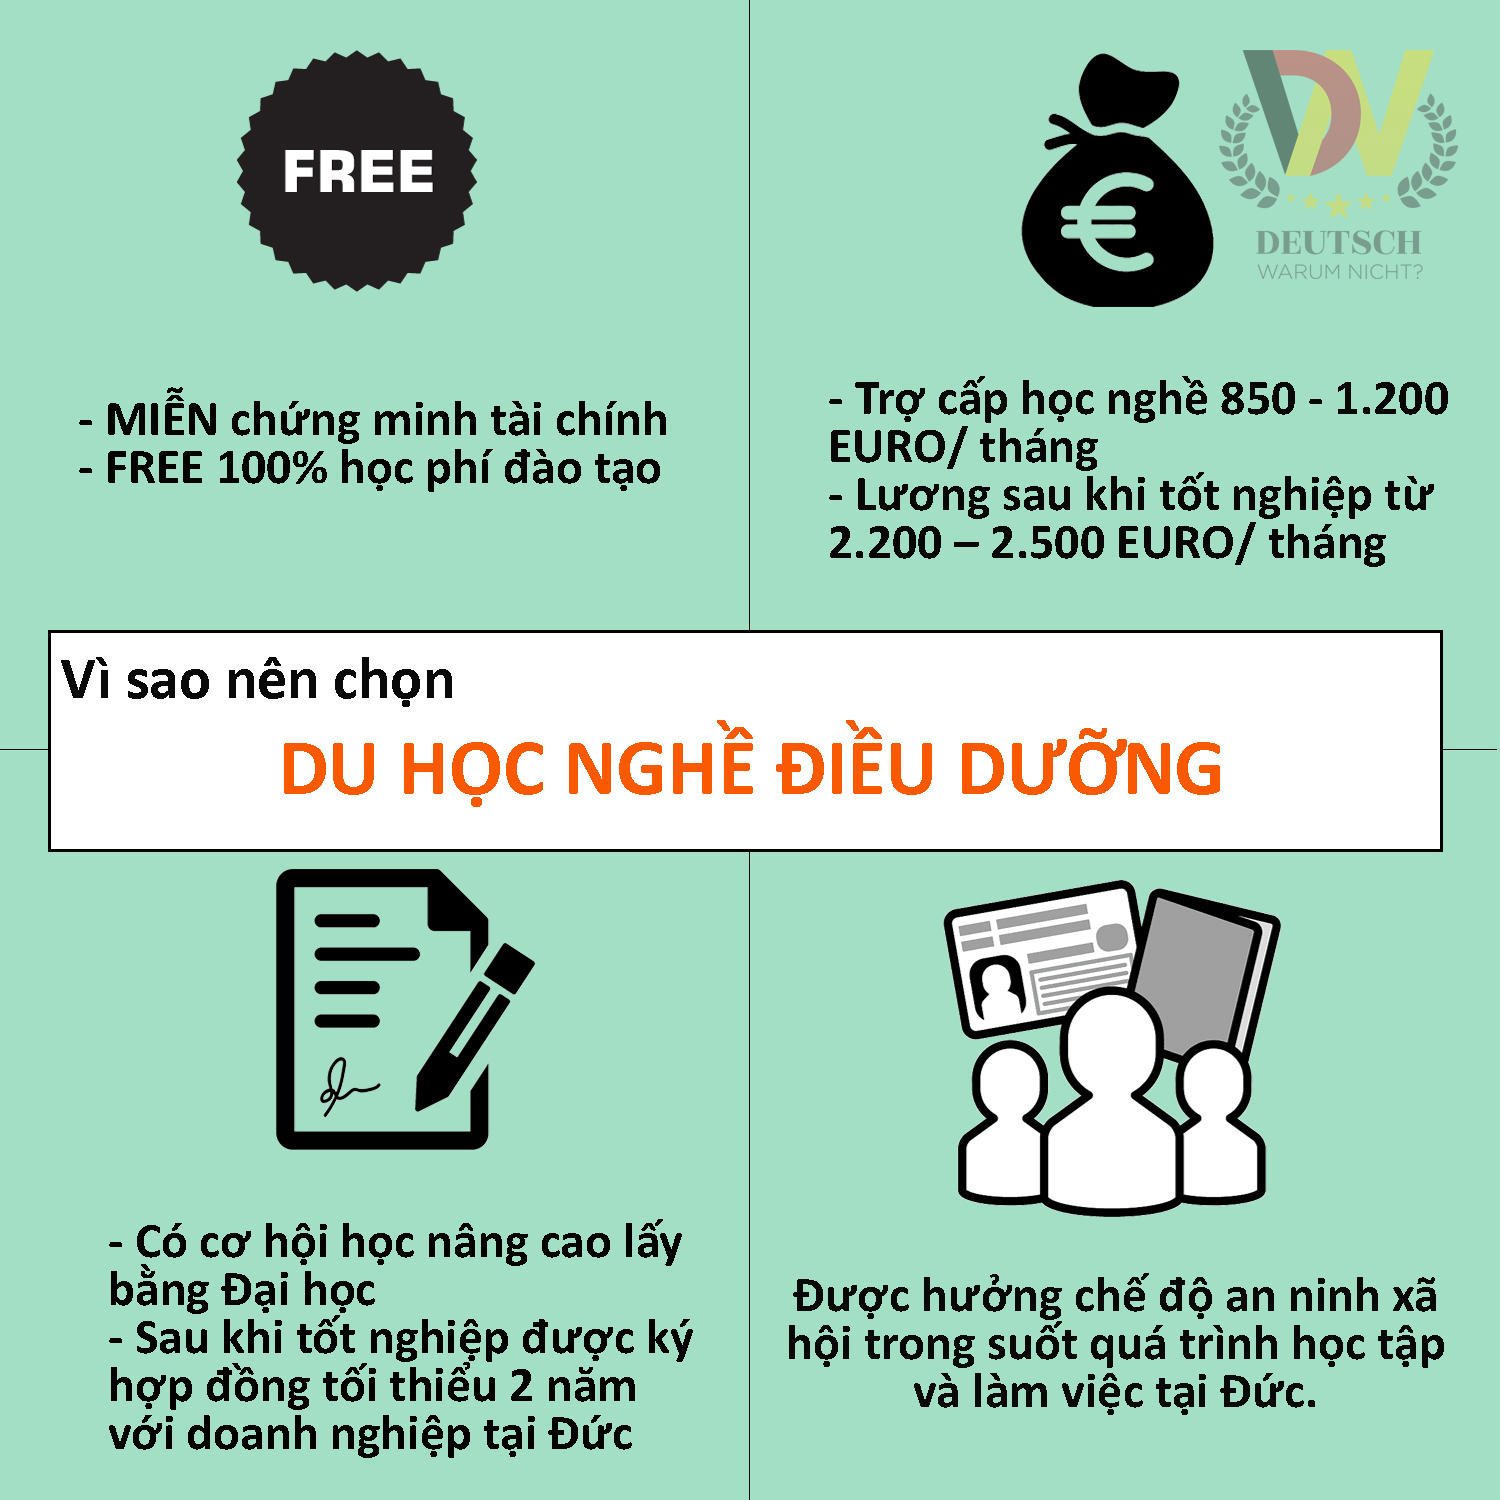 FREE
- MIỄN chứng minh tài chính
- FREE 100% học phí đào tạo
€
DW
DEUTSCH
WARUM NICHT?
- Trợ cấp học nghề 850 - 1.200
EURO/ tháng
- Lương sau khi tốt nghiệp từ
2.200 – 2.500 EURO/ tháng
Vì sao nên chọn
DU HỌC NGHỀ ĐIỀU DƯỠNG
- Có cơ hội học nâng cao lấy
bằng Đại học
- Sau khi tốt nghiệp được ký
hợp đồng tối thiểu 2 năm
với doanh nghiệp tại Đức
Được hưởng chế độ an ninh xã
hội trong suốt quá trình học tập
và làm việc tại Đức.